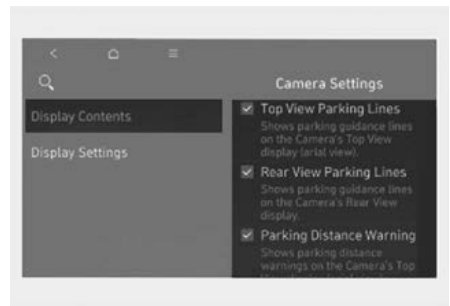 Camera Settings
Display Contents
Display Settings
Top View Parking Lines
Shows parking guidance lines
on the Camera's Top View
display (arial view).
Rear View Parking Lines
Shows parking guidance lines
on the Camera's Rear View
display.
Parking Distance Warning
Shows parking distance
warnings on the Camera's Top